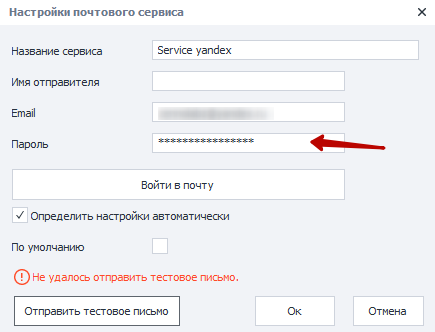 Настройки почтового сервиса
Название сервиса Service yandex
Имя отправителя
Email
Пароль ****************
Войти в почту
Определить настройки автоматически
По умолчанию
Не удалось отправить тестовое письмо.
Отправить тестовое письмо Ок Отмена